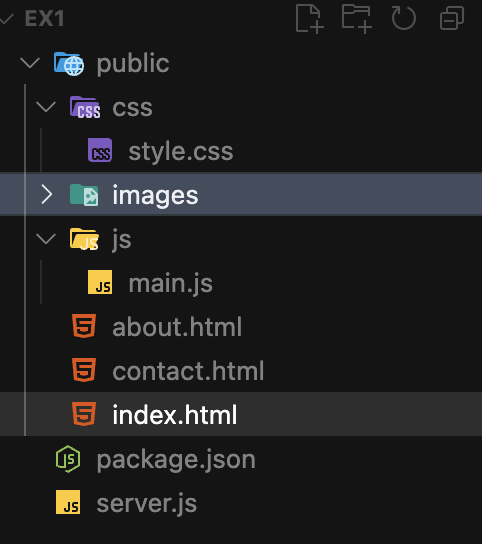 EX1
public
css
style.css
images
js
main.js
about.html
contact.html
index.html
package.json
server.js